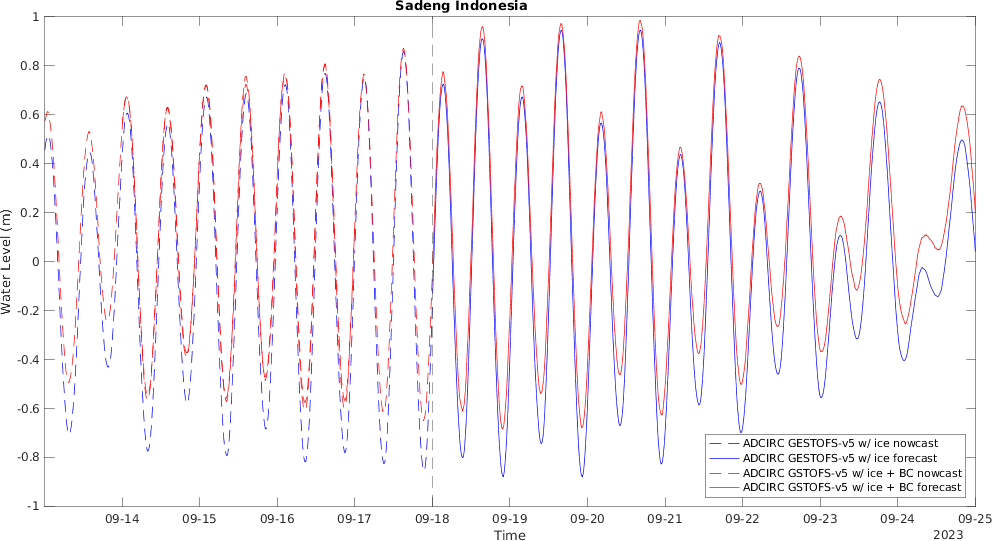 Sadeng Indonesia
1
0.8
0.6
0.4
0.2
0
-0.2
-0.4
-0.6
-0.8
-1
Water Level (m)
ADCIRC GESTOFS-v5 w/ ice nowcast
ADCIRC GESTOFS-v5 w/ ice forecast
ADCIRC GSTOFS-v5 w/ ice + BC nowcast
ADCIRC GSTOFS-v5 w/ ice + BC forecast
09-14 09-15 09-16 09-17 09-18 09-19 09-20 09-21 09-22 09-23 09-24 09-25
Time
2023